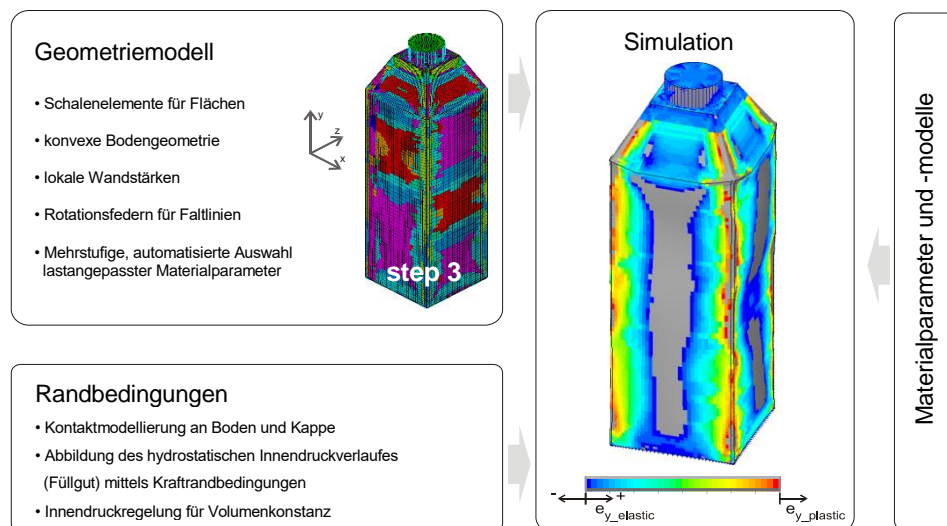 Geometriemodell
• Schalenelemente für Flächen
• konvexe Bodengeometrie
• lokale Wandstärken
• Rotationsfedern für Faltlinien
• Mehrstufige, automatisierte Auswahl
lastangepasster Materialparameter
y
z
x
step 3
Randbedingungen
• Kontaktmodellierung an Boden und Kappe
• Abbildung des hydrostatischen Innendruckverlaufes
(Füllgut) mittels Kraftrandbedingungen
• Innendruckregelung für Volumenkonstanz
Simulation
- +
e_y_elastic
e_y_plastic
Materialparameter und -modelle